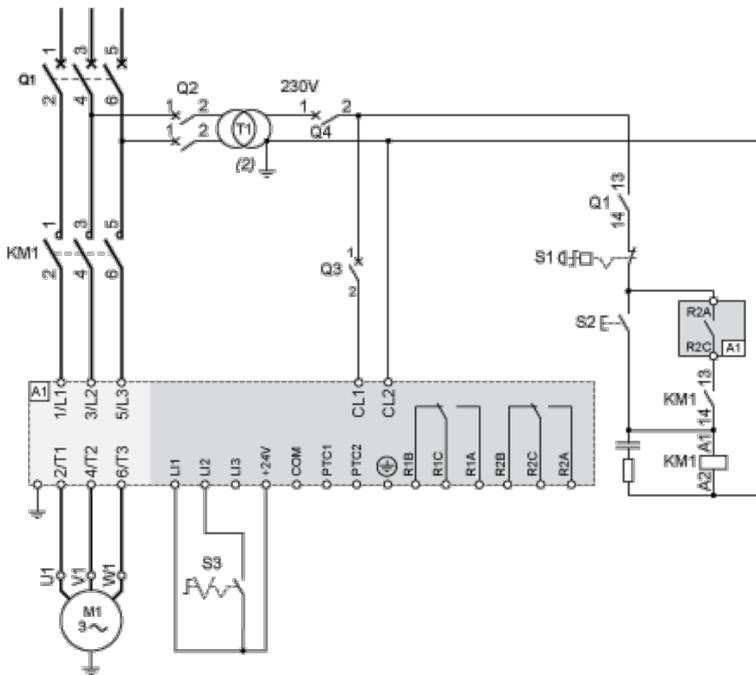 1 3 5
Q1
2 4 6
Q2
1 2
1 2
T1
(2)
230V
1 2
Q4
13
Q1
14
S1
1 3 5
KM1
2 4 6
1
Q3
2
S2
R2A
R2C
A1
13
KM1
14
A1
KM1
A2
A1
1/L1 3/L2 5/L3 CL1 CL2
2/T1 4/T2 6/T3 LI1 LI2 LI3 +24V COM PTC1 PTC2 R1B R1C R1A R2B R2C R2A
S3
U1 V1 W1
M1
3